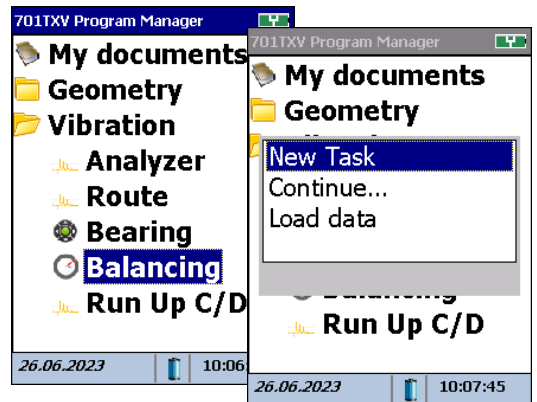 701TXV Program Manager
My documents
Geometry
Vibration
Analyzer
Route
Bearing
Balancing
Run Up C/D
26.06.2023
10:06
701TXV Program Manager
My documents
Geometry
New Task
Continue...
Load data
Run Up C/D
26.06.2023
10:07:45